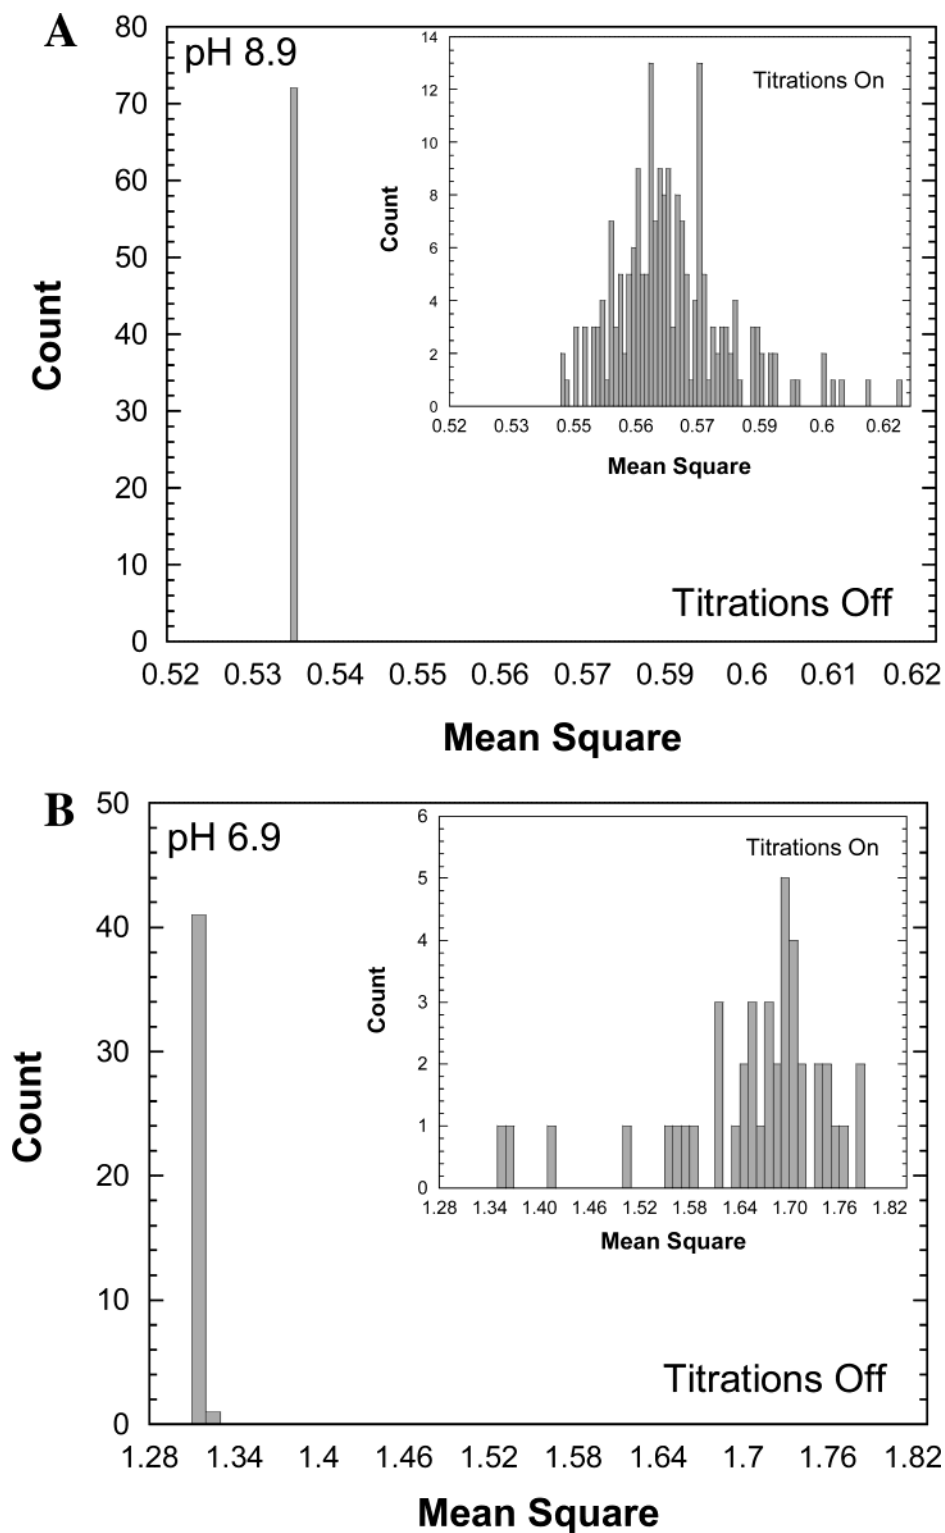 A
pH 8.9
Titrations On
Titrations Off
80
70
60
50
40
30
20
10
0
Count
0.52 0.53 0.54 0.55 0.56 0.57 0.59 0.6 0.61 0.62
Mean Square
14
12
10
8
6
4
2
0
Count
0.52 0.53 0.55 0.56 0.57 0.59 0.6 0.62
Mean Square
B
pH 6.9
Titrations On
Titrations Off
50
40
30
20
10
0
Count
1.28 1.34 1.4 1.46 1.52 1.58 1.64 1.7 1.76 1.82
Mean Square
6
5
4
3
2
1
0
Count
1.28 1.34 1.40 1.46 1.52 1.58 1.64 1.70 1.76 1.82
Mean Square